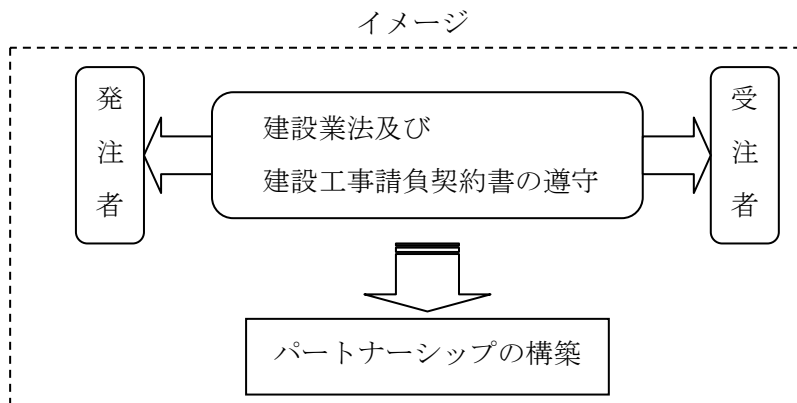 イメージ
発注者
建設業法及び
建設工事請負契約書の遵守
受注者
パートナーシップの構築